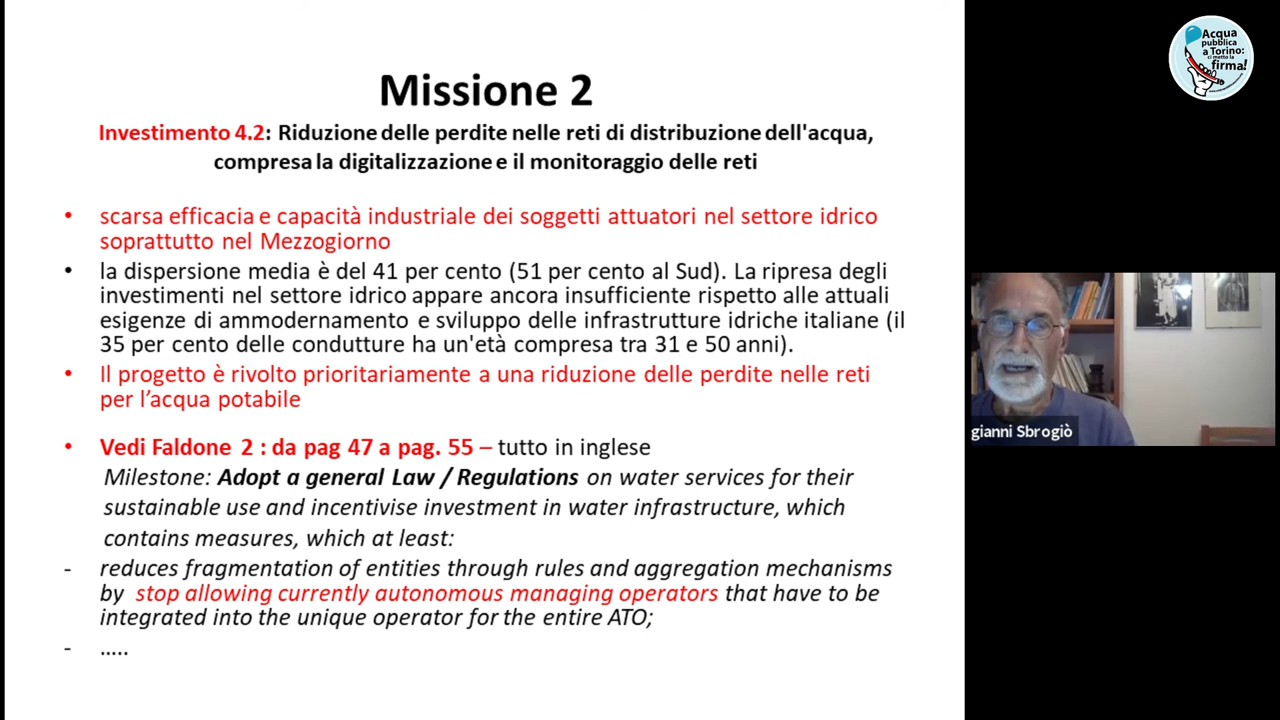 Missione 2
Investimento 4.2: Riduzione delle perdite nelle reti di distribuzione dell'acqua,
compresa la digitalizzazione e il monitoraggio delle reti
• scarsa efficacia e capacità industriale dei soggetti attuatori nel settore idrico
soprattutto nel Mezzogiorno
• la dispersione media è del 41 per cento (51 per cento al Sud). La ripresa degli
investimenti nel settore idrico appare ancora insufficiente rispetto alle attuali
esigenze di ammodernamento e sviluppo delle infrastrutture idriche italiane (il
35 per cento delle condutture ha un'età compresa tra 31 e 50 anni).
• Il progetto è rivolto prioritariamente a una riduzione delle perdite nelle reti
per l’acqua potabile
• Vedi Faldone 2 : da pag 47 a pag. 55 – tutto in inglese
Milestone: Adopt a general Law / Regulations on water services for their
sustainable use and incentivise investment in water infrastructure, which
contains measures, which at least:
- reduces fragmentation of entities through rules and aggregation mechanisms
by stop allowing currently autonomous managing operators that have to be
integrated into the unique operator for the entire ATO;
- .....
Acqua
pubblica
a Torino:
ci metto la
firma!
gianni Sbrogiò